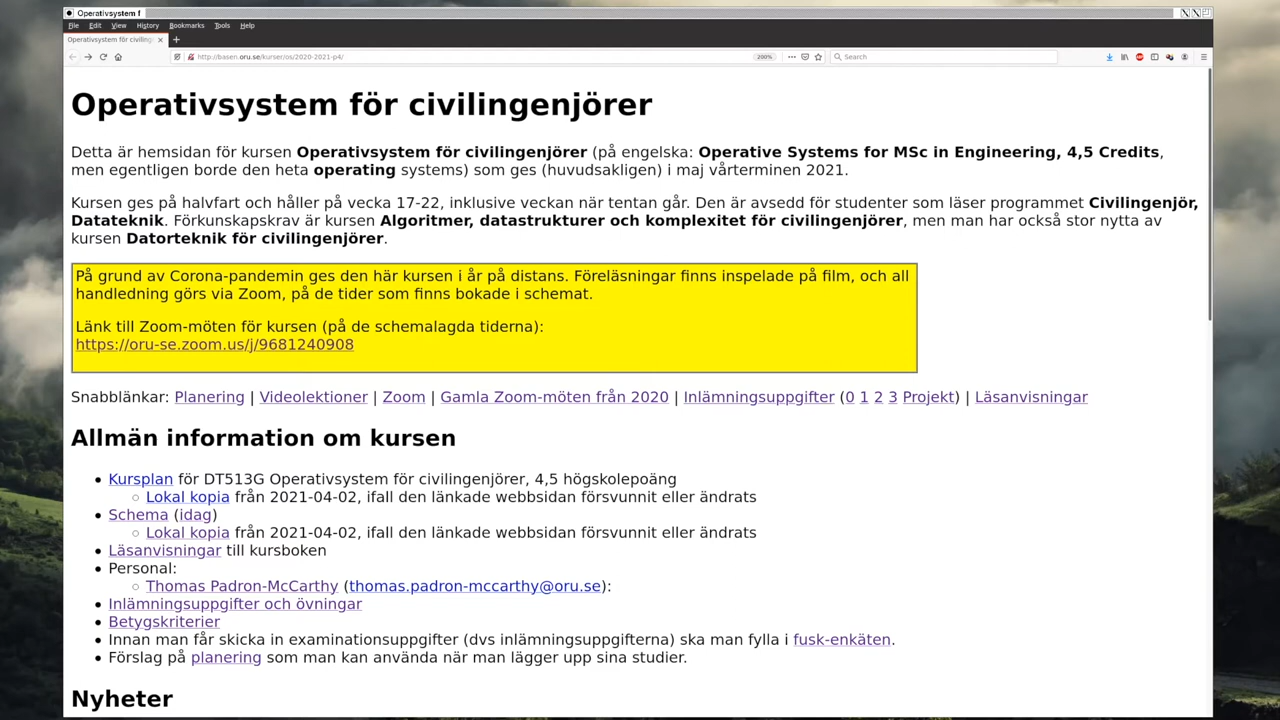 Operativsystem f
File Edit View History Bookmarks Tools Help
Operativsystem för civiling
http://basen.oru.se/kurser/os/2020-2021-p4/ 200% Search
Operativsystem för civilingenjörer
Detta är hemsidan för kursen Operativsystem för civilingenjörer (på engelska: Operative Systems for MSc in Engineering, 4,5 Credits,
men egentligen borde den heta operating systems) som ges (huvudsakligen) i maj vårterminen 2021.
Kursen ges på halvfart och håller på vecka 17-22, inklusive veckan när tentan går. Den är avsedd för studenter som läser programmet Civilingenjör,
Datateknik. Förkunskapskrav är kursen Algoritmer, datastrukturer och komplexitet för civilingenjörer, men man har också stor nytta av
kursen Datorteknik för civilingenjörer.
På grund av Corona-pandemin ges den här kursen i år på distans. Föreläsningar finns inspelade på film, och all
handledning görs via Zoom, på de tider som finns bokade i schemat.
Länk till Zoom-möten för kursen (på de schemalagda tiderna):
https://oru-se.zoom.us/j/9681240908
Snabblänkar: Planering | Videolektioner | Zoom | Gamla Zoom-möten från 2020 | Inlämningsuppgifter (0 1 2 3 Projekt) | Läsanvisningar
Allmän information om kursen
• Kursplan för DT513G Operativsystem för civilingenjörer, 4,5 högskolepoäng
◦ Lokal kopia från 2021-04-02, ifall den länkade webbsidan försvunnit eller ändrats
• Schema (idag)
◦ Lokal kopia från 2021-04-02, ifall den länkade webbsidan försvunnit eller ändrats
• Läsanvisningar till kursboken
• Personal:
◦ Thomas Padron-McCarthy (thomas.padron-mccarthy@oru.se):
• Inlämningsuppgifter och övningar
• Betygskriterier
• Innan man får skicka in examinationsuppgifter (dvs inlämningsuppgifterna) ska man fylla i fusk-enkäten.
• Förslag på planering som man kan använda när man lägger upp sina studier.
Nyheter